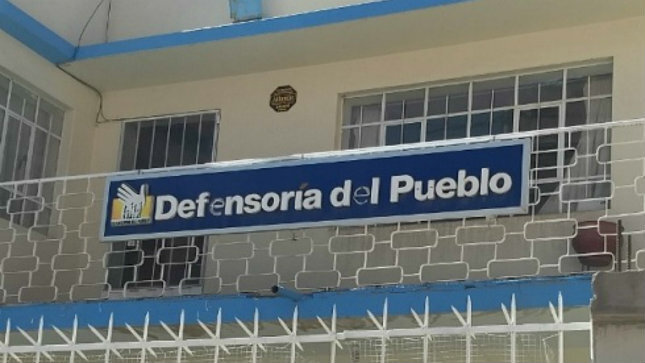 Defensoría del Pueblo